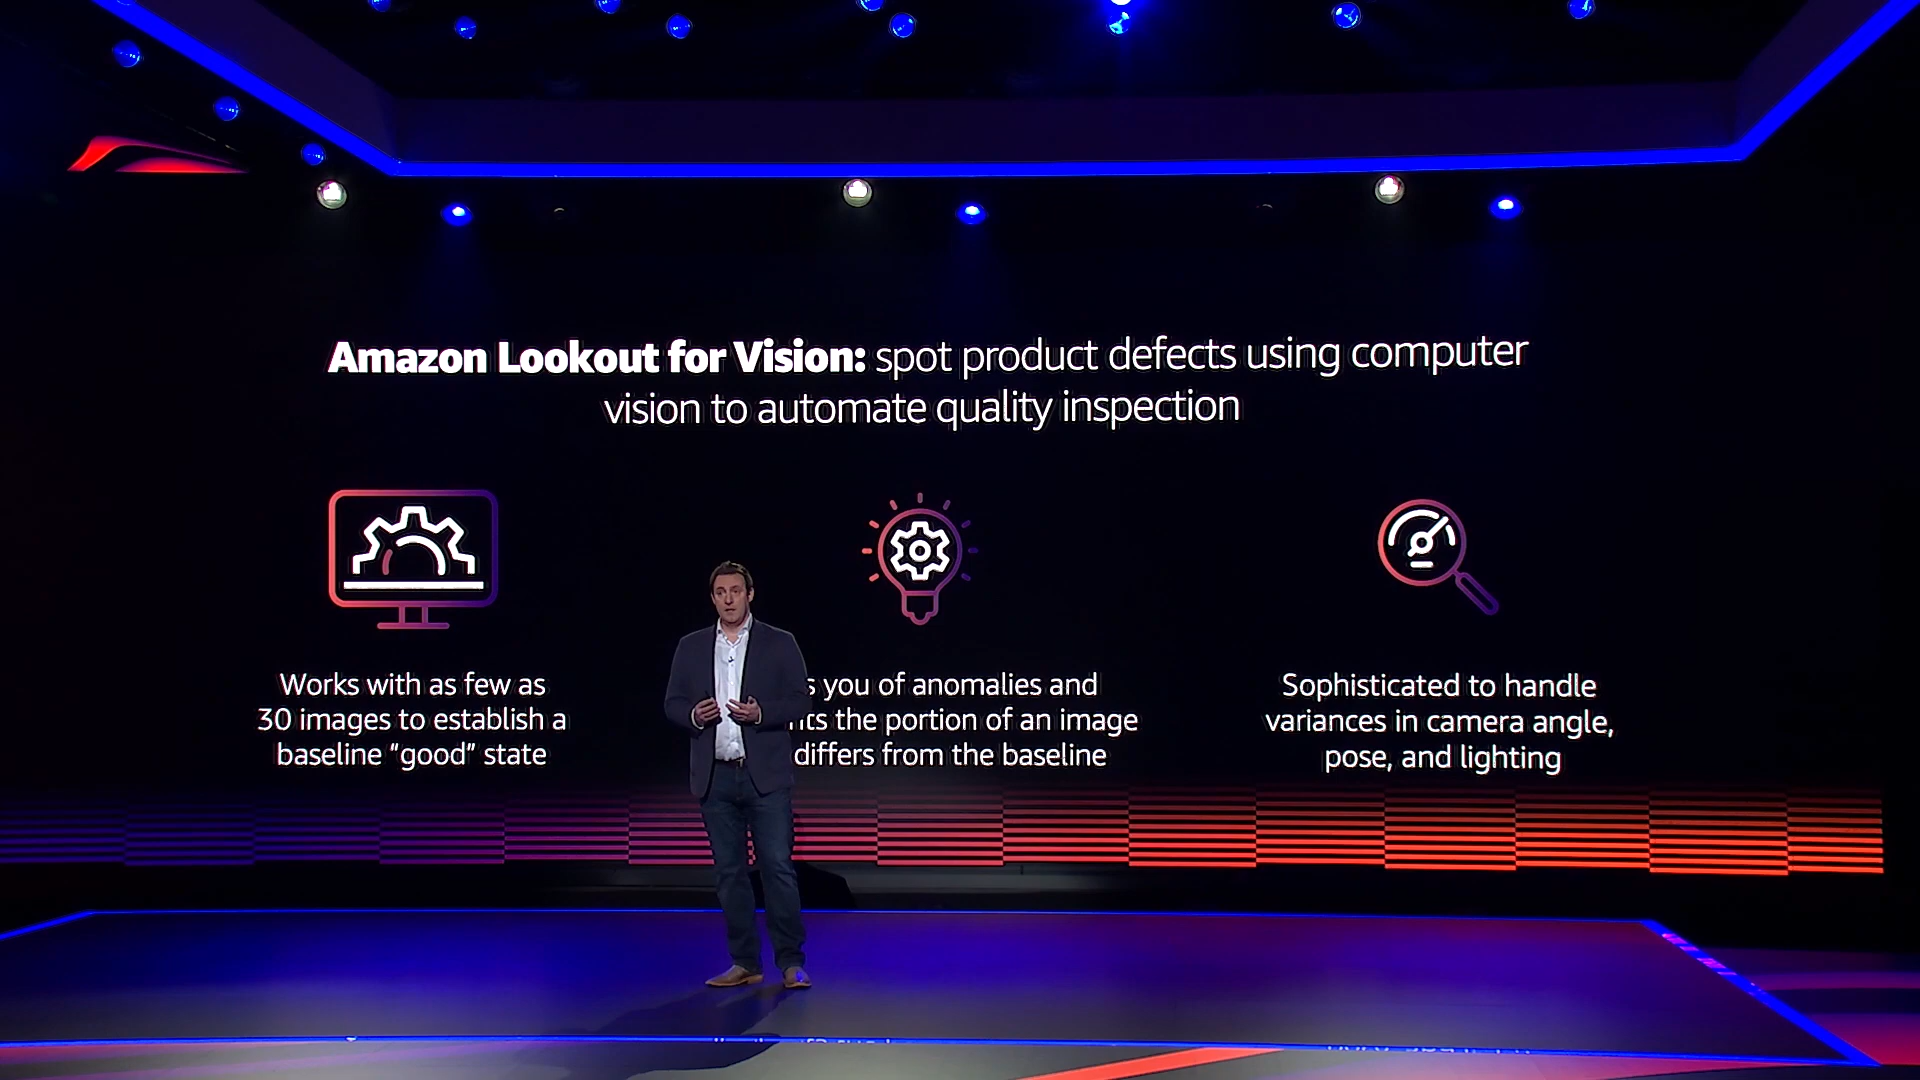 Amazon Lookout for Vision: spot product defects using computer
vision to automate quality inspection
Works with as few as
30 images to establish a
baseline “good” state
you of anomalies and
the portion of an image
differs from the baseline
Sophisticated to handle
variances in camera angle,
pose, and lighting